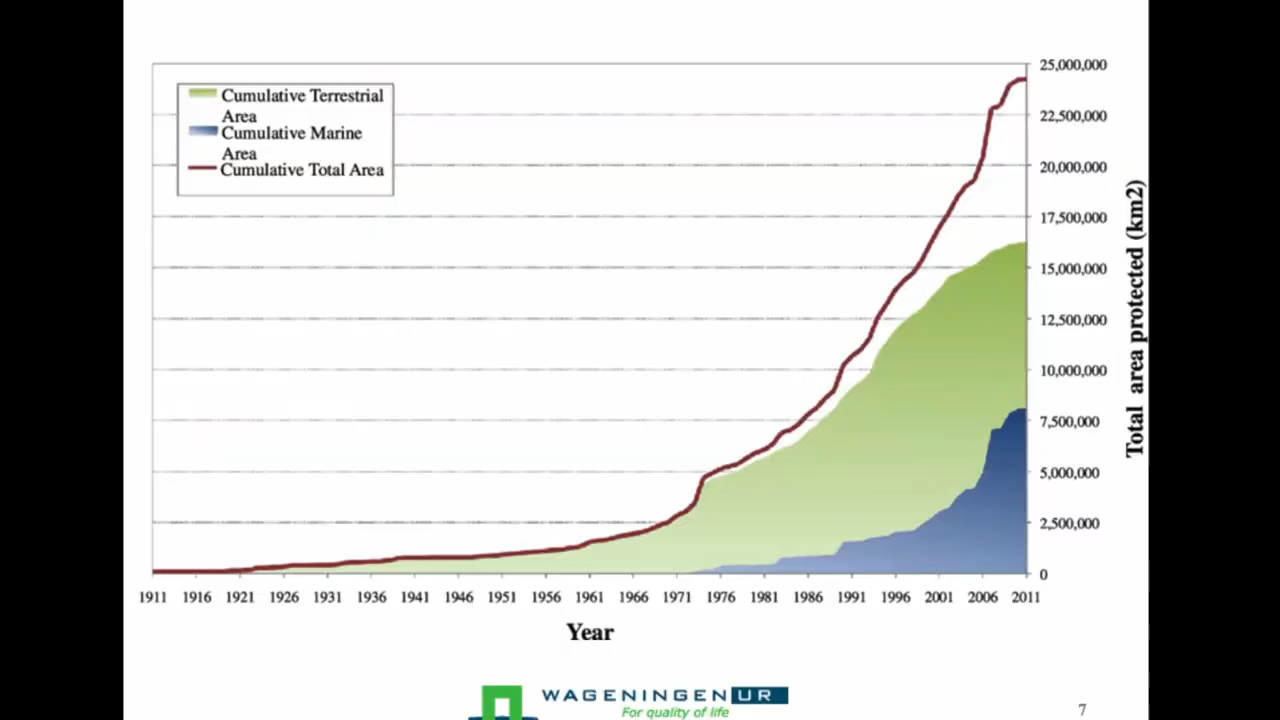 Cumulative Terrestrial
Area
Cumulative Marine
Area
Cumulative Total Area
25,000,000
22,500,000
20,000,000
17,500,000
15,000,000
12,500,000
10,000,000
7,500,000
5,000,000
2,500,000
0
Total area protected (km2)
1911 1916 1921 1926 1931 1936 1941 1946 1951 1956 1961 1966 1971 1976 1981 1986 1991 1996 2001 2006 2011
Year
WAGENINGEN UR
For quality of life
7